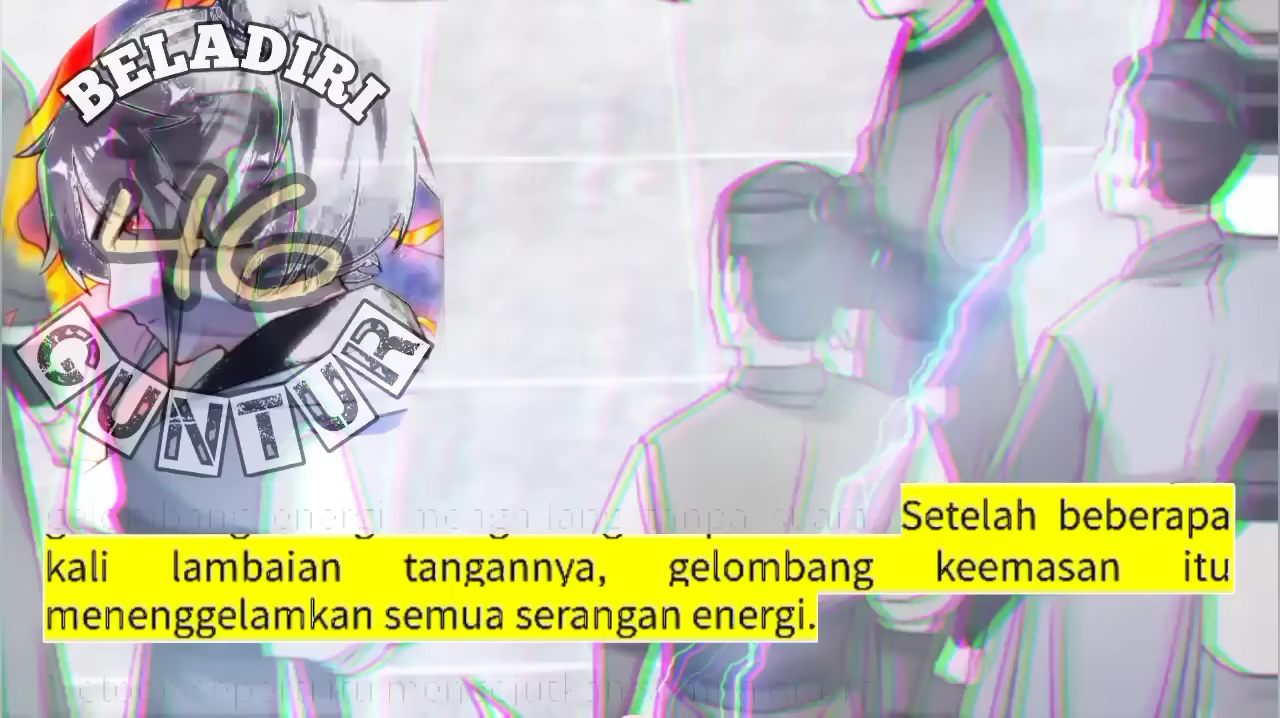 BELADIRI
46
GUNTUR
Setelah beberapa
kali lambaian tangannya, gelombang keemasan itu
menenggelamkan semua serangan energi.